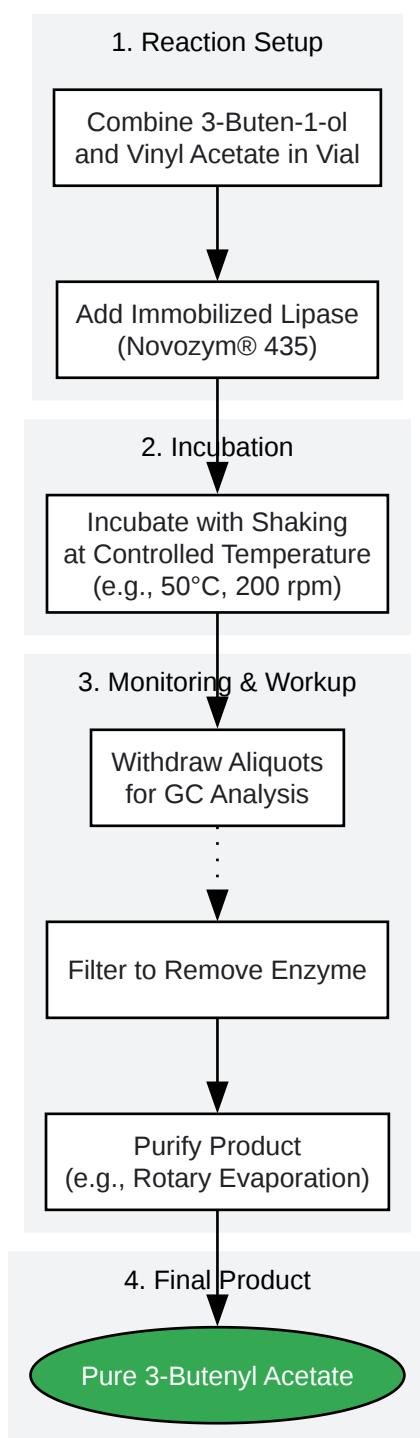 1. Reaction Setup
Combine 3-Buten-1-ol
and Vinyl Acetate in Vial
Add Immobilized Lipase
(Novozym® 435)
2. Incubation
Incubate with Shaking
at Controlled Temperature
(e.g., 50°C, 200 rpm)
3. Monitoring & Workup
Withdraw Aliquots
for GC Analysis
Filter to Remove Enzyme
Purify Product
(e.g., Rotary Evaporation)
4. Final Product
Pure 3-Butenyl Acetate